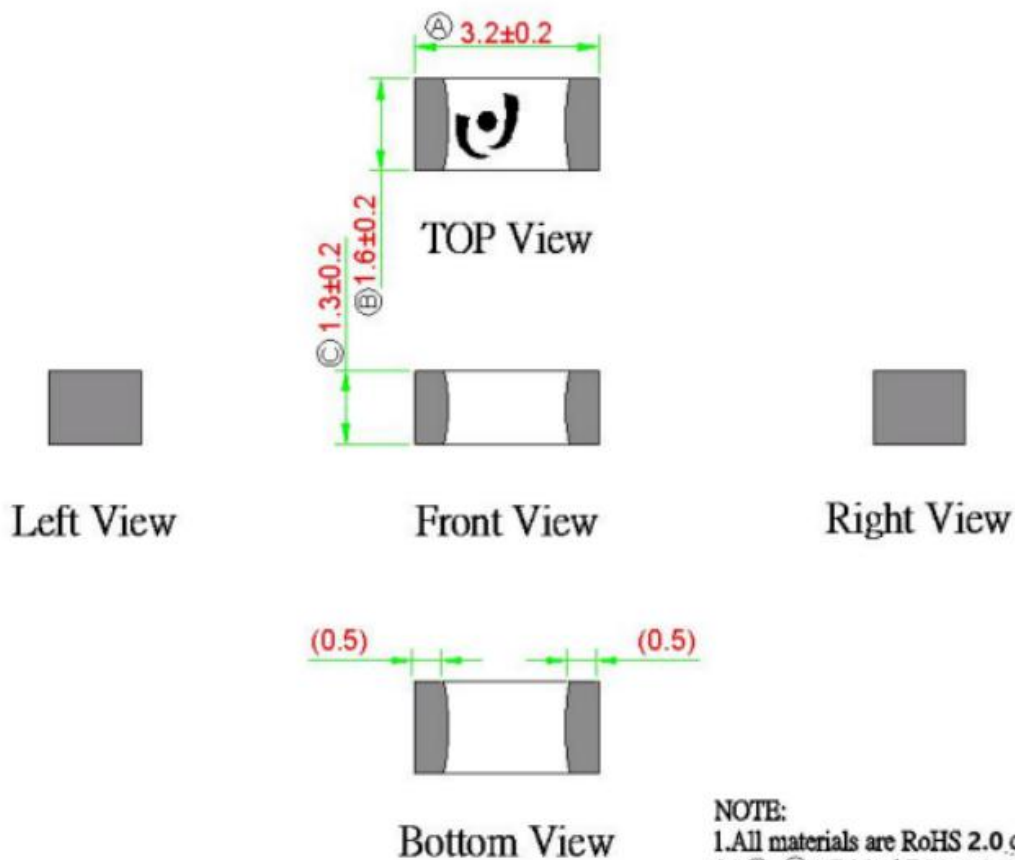 Ⓐ 3.2±0.2
TOP View
Ⓑ 1.6±0.2
Ⓒ 1.3±0.2
Left View
Front View
Right View
(0.5)
(0.5)
Bottom View
NOTE:
1.All materials are RoHS 2.0